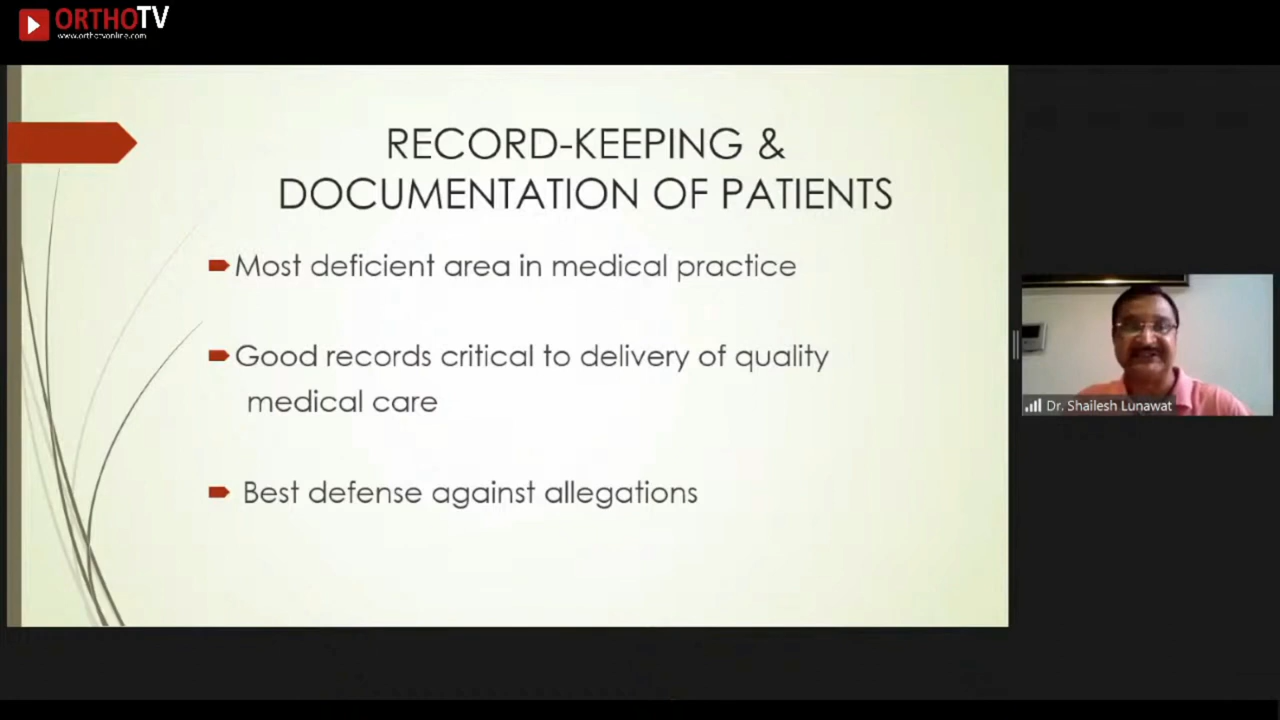 ORTHOTV
www.orthotvonline.com
RECORD-KEEPING &
DOCUMENTATION OF PATIENTS
Most deficient area in medical practice
Good records critical to delivery of quality
medical care
Best defense against allegations
Dr. Shailesh Lunawat